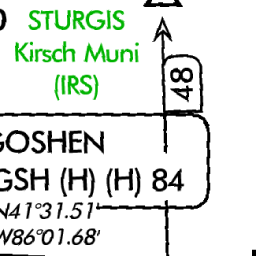 STURGIS
Kirsch Muni
(IRS)
48
GOSHEN
GSH (H) (H) 84
N41°31.51'
W86°01.68'